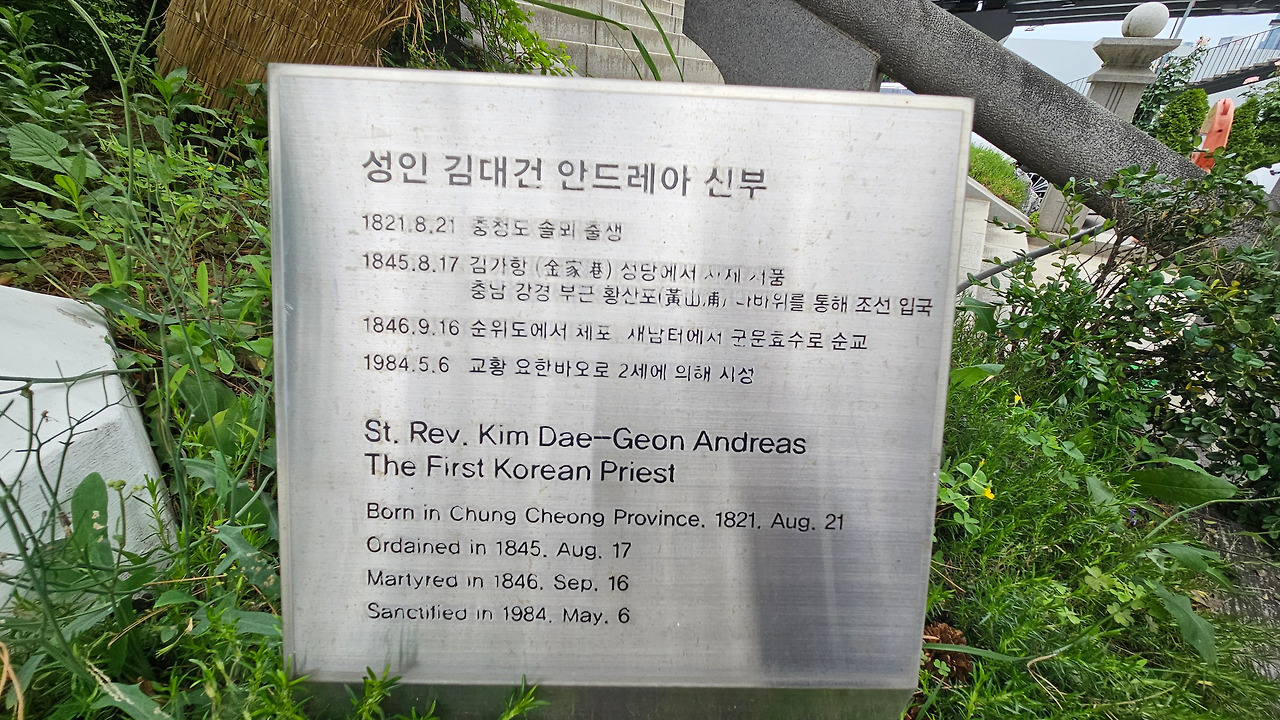 성인 김대건 안드레아 신부
1821.8.21 충청도 솔뫼 출생
1845.8.17 김가항 (金家巷) 성당에서 사제 서품
충남 강경 부근 황산포(黃山浦) 나바위를 통해 조선 입국
1846.9.16 순위도에서 체포, 새남터에서 군문효수로 순교
1984.5.6 교황 요한바오로 2세에 의해 시성
St. Rev. Kim Dae-Geon Andreas
The First Korean Priest
Born in Chung Cheong Province. 1821. Aug. 21
Ordained in 1845. Aug. 17
Martyred in 1846. Sep. 16
Sanctified in 1984. May. 6